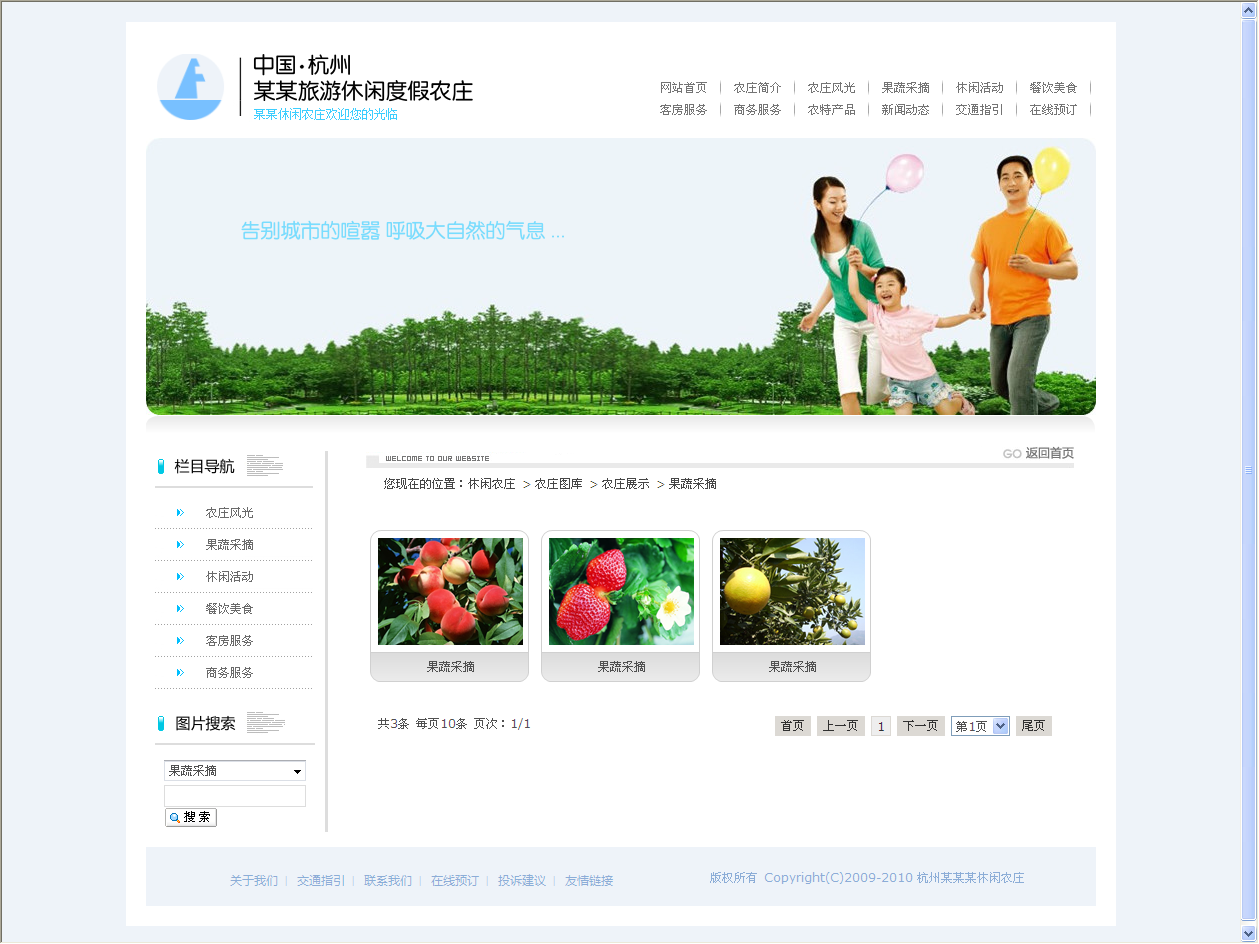 中国·杭州
某某旅游休闲度假农庄
某某休闲农庄欢迎您的光临
网站首页 农庄简介 农庄风光 果蔬采摘 休闲活动 餐饮美食
客房服务 商务服务 农特产品 新闻动态 交通指引 在线预订
告别城市的喧嚣 呼吸大自然的气息 ...
栏目导航
农庄风光
果蔬采摘
休闲活动
餐饮美食
客房服务
商务服务
图片搜索
果蔬采摘
搜 索
WELCOME TO OUR WEBSITE
GO 返回首页
您现在的位置：休闲农庄 > 农庄图库 > 农庄展示 > 果蔬采摘
果蔬采摘 果蔬采摘 果蔬采摘
共3条 每页10条 页次：1/1
首页 上一页 1 下一页 第1页 尾页
关于我们 | 交通指引 | 联系我们 | 在线预订 | 投诉建议 | 友情链接
版权所有 Copyright(C)2009-2010 杭州某某某休闲农庄